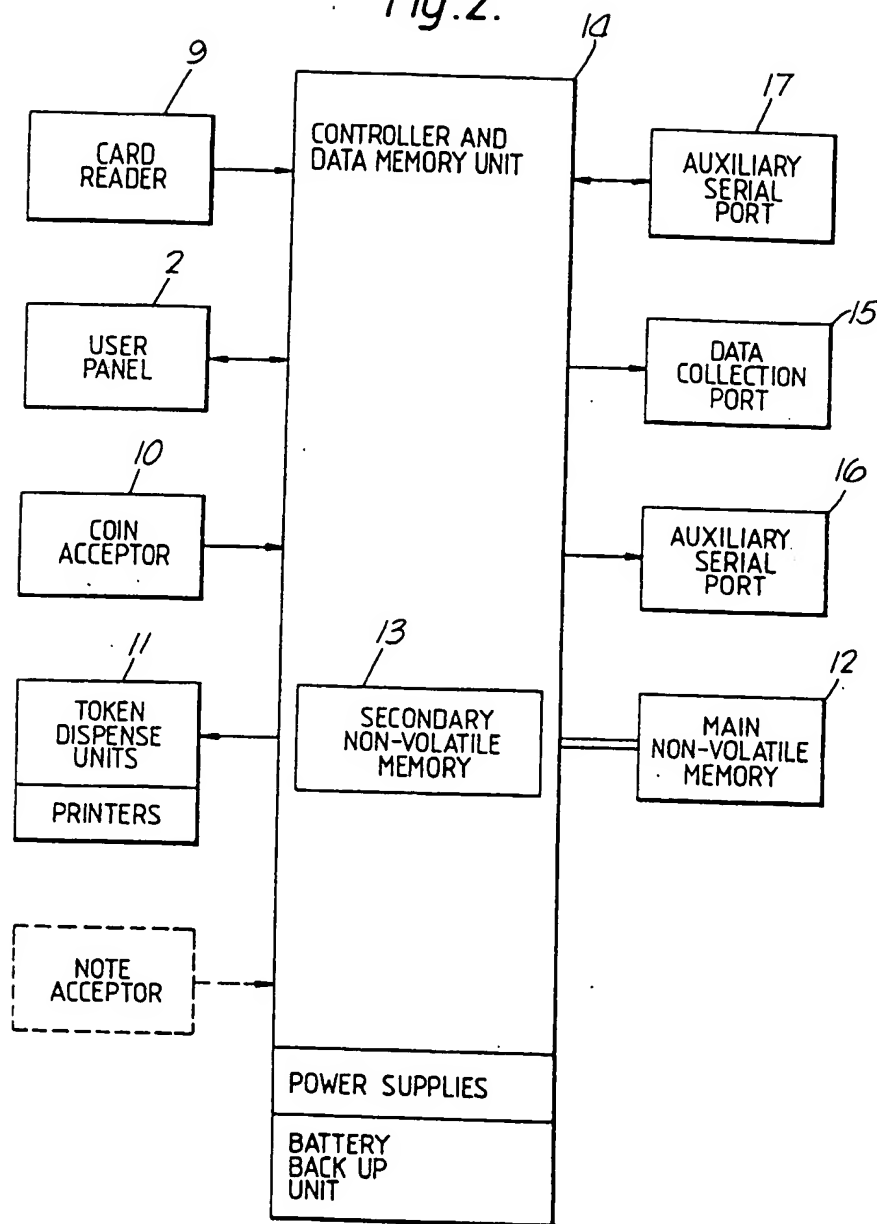 Fig.2.
14
9
CARD
READER
CONTROLLER AND
DATA MEMORY UNIT
17
AUXILIARY
SERIAL
PORT
2
USER
PANEL
15
DATA
COLLECTION
PORT
10
COIN
ACCEPTOR
16
AUXILIARY
SERIAL
PORT
11
TOKEN
DISPENSE
UNITS
PRINTERS
13
SECONDARY
NON-VOLATILE
MEMORY
12
MAIN
NON-VOLATILE
MEMORY
NOTE
ACCEPTOR
POWER SUPPLIES
BATTERY
BACK UP
UNIT